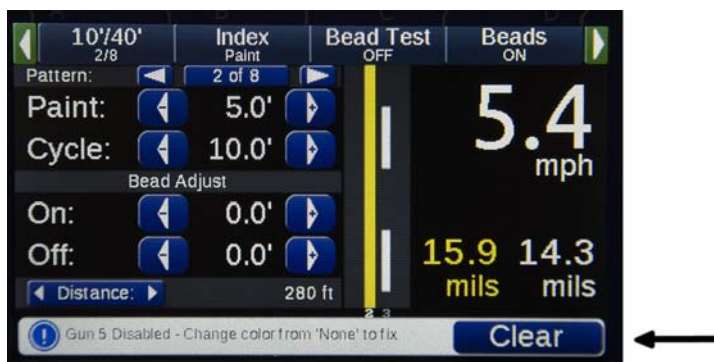 10'/40' Index Bead Test Beads
2/8 Paint OFF ON
Pattern: 2 of 8
Paint: - 5.0' +
Cycle: - 10.0' +
Bead Adjust
On: - 0.0' +
Off: - 0.0' +
Distance: 280 ft
5.4
mph
15.9 14.3
mils mils
2 3
Gun 5 Disabled - Change color from 'None' to fix Clear